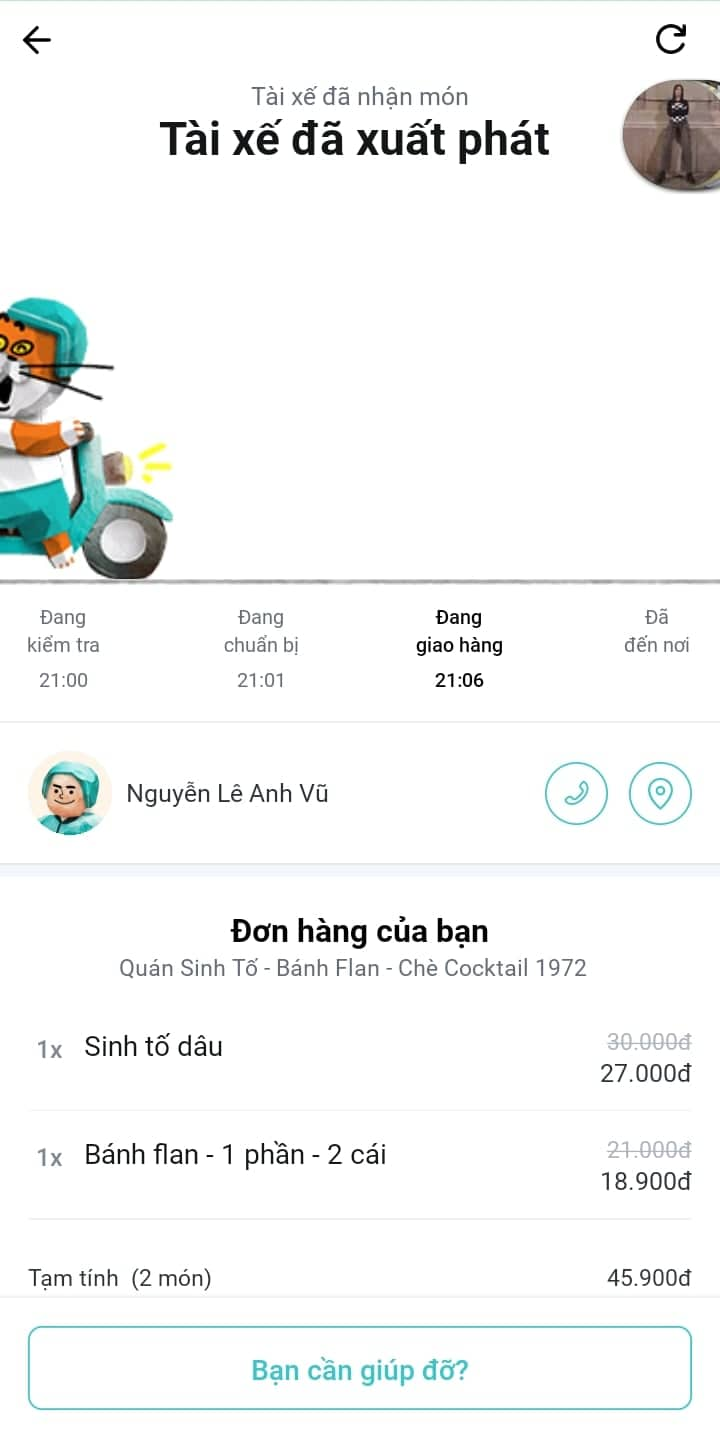 Tài xế đã nhận món
Tài xế đã xuất phát
Đang
kiểm tra
21:00
Đang
chuẩn bị
21:01
Đang
giao hàng
21:06
Đã
đến nơi
Nguyễn Lê Anh Vũ
Đơn hàng của bạn
Quán Sinh Tố - Bánh Flan - Chè Cocktail 1972
1x Sinh tố dâu 30.000đ
27.000đ
1x Bánh flan - 1 phần - 2 cái 21.000đ
18.900đ
Tạm tính (2 món) 45.900đ
Bạn cần giúp đỡ?